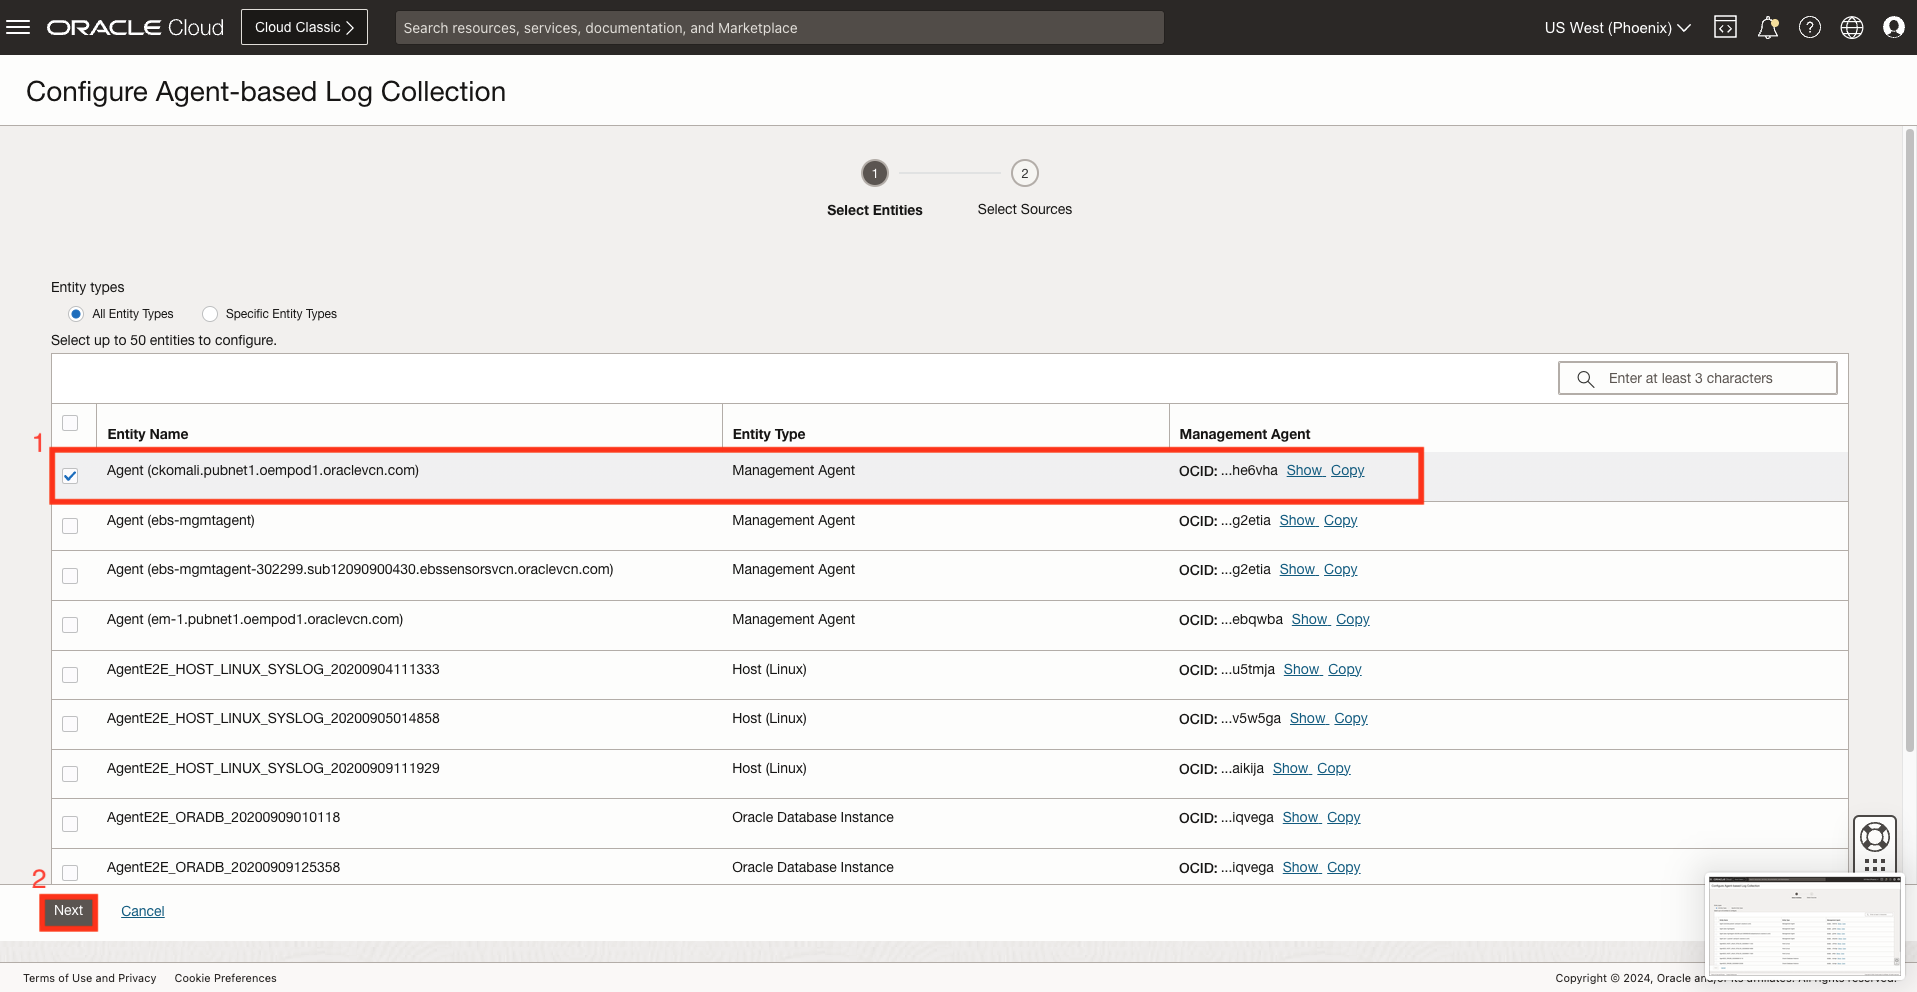 ORACLE Cloud
Cloud Classic
Search resources, services, documentation, and Marketplace
US West (Phoenix)
Configure Agent-based Log Collection
1
2
Select Entities
Select Sources
Entity types
All Entity Types
Specific Entity Types
Select up to 50 entities to configure.
Enter at least 3 characters
Entity Name Entity Type Management Agent
1
Agent (ckomali.pubnet1.oempod1.oraclevcn.com) Management Agent OCID: ...he6vha Show Copy
Agent (ebs-mgmtagent) Management Agent OCID: ...g2etia Show Copy
Agent (ebs-mgmtagent-302299.sub12090900430.ebssensorsvcn.oraclevcn.com) Management Agent OCID: ...g2etia Show Copy
Agent (em-1.pubnet1.oempod1.oraclevcn.com) Management Agent OCID: ...ebqwba Show Copy
AgentE2E_HOST_LINUX_SYSLOG_20200904111333 Host (Linux) OCID: ...u5tmja Show Copy
AgentE2E_HOST_LINUX_SYSLOG_20200905014858 Host (Linux) OCID: ...v5w5ga Show Copy
AgentE2E_HOST_LINUX_SYSLOG_20200909111929 Host (Linux) OCID: ...aikija Show Copy
AgentE2E_ORADB_20200909010118 Oracle Database Instance OCID: ...iqvega Show Copy
AgentE2E_ORADB_20200909125358 Oracle Database Instance OCID: ...iqvega Show Copy
2
Next Cancel
Terms of Use and Privacy Cookie Preferences
Copyright © 2024, Oracle and/or its affiliates. All rights reserved.